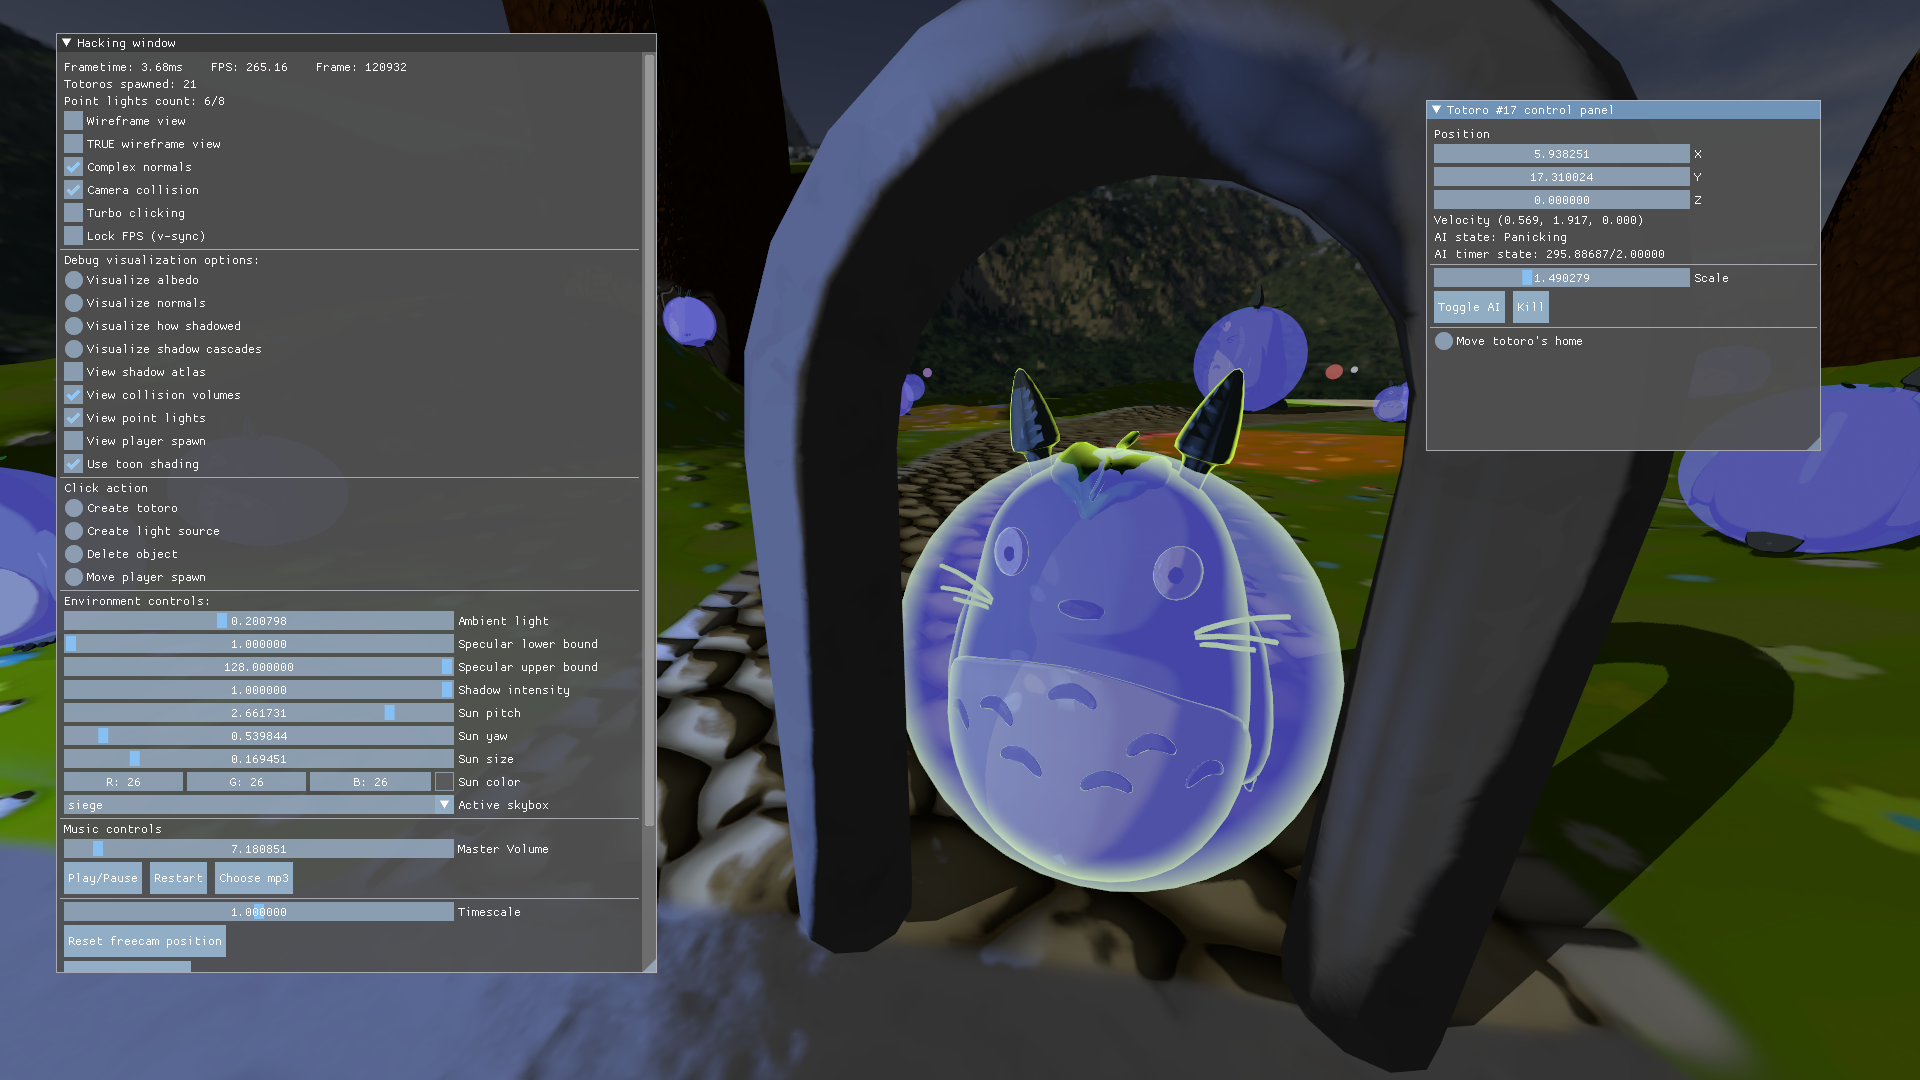 Hacking window
Frametime: 3.68ms FPS: 265.16 Frame: 120932
Totoros spawned: 21
Point lights count: 6/8
Wireframe view
TRUE wireframe view
Complex normals
Camera collision
Turbo clicking
Lock FPS (v-sync)
Debug visualization options:
Visualize albedo
Visualize normals
Visualize how shadowed
Visualize shadow cascades
View shadow atlas
View collision volumes
View point lights
View player spawn
Use toon shading
Click action
Create totoro
Create light source
Delete object
Move player spawn
Environment controls:
0.200798 Ambient light
1.000000 Specular lower bound
128.000000 Specular upper bound
1.000000 Shadow intensity
2.661731 Sun pitch
0.539844 Sun yaw
0.169451 Sun size
R: 26 G: 26 B: 26 Sun color
siege Active skybox
Music controls
7.180851 Master Volume
Play/Pause Restart Choose mp3
1.000000 Timescale
Reset freecam position
Totoro #17 control panel
Position
5.938251 X
17.310024 Y
0.000000 Z
Velocity (0.569, 1.917, 0.000)
AI state: Panicking
AI timer state: 295.88687/2.00000
1.490279 Scale
Toggle AI Kill
Move totoro's home